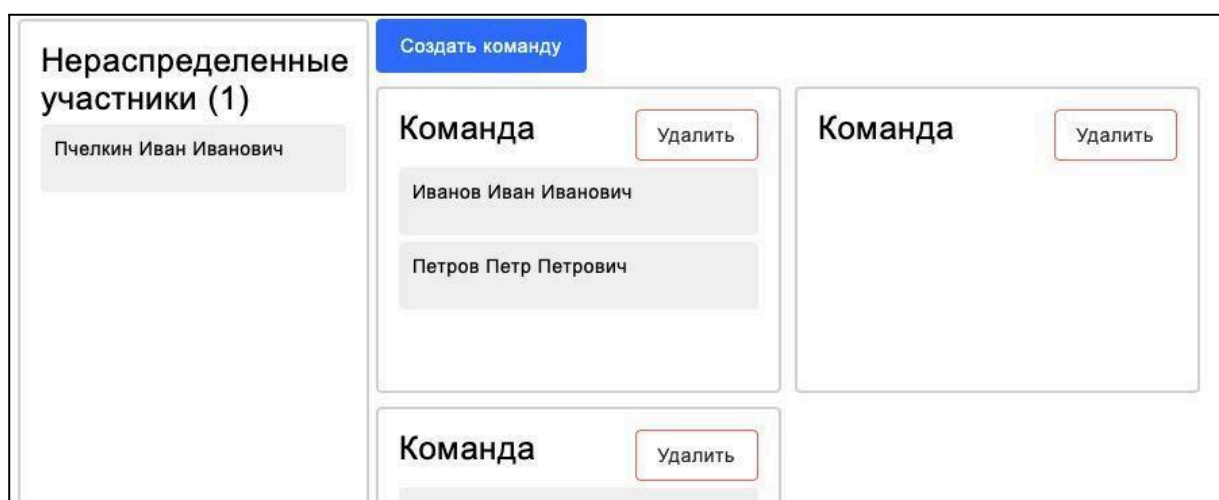 Нераспределенные
участники (1)
Пчелкин Иван Иванович
Создать команду
Команда
Удалить
Иванов Иван Иванович
Петров Петр Петрович
Команда
Удалить
Команда
Удалить